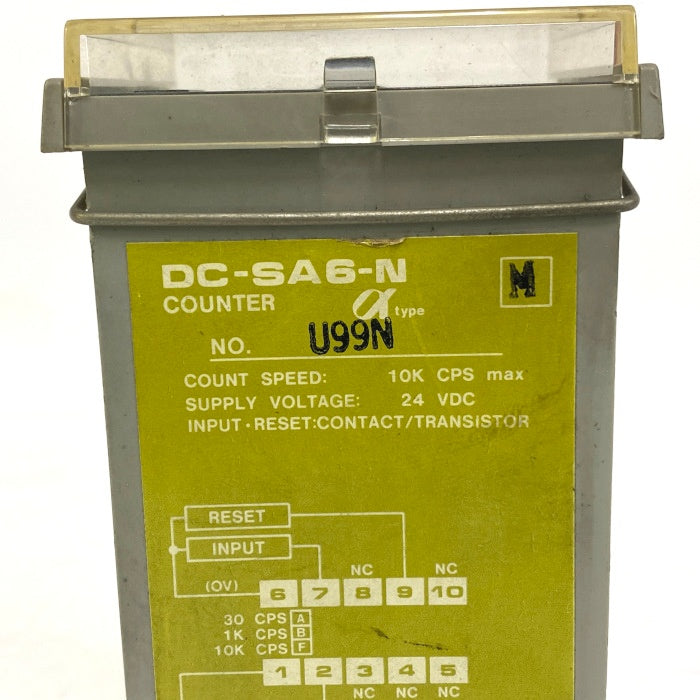 DC-SA6-N
M
COUNTER α type
NO. U99N
COUNT SPEED: 10K CPS max
SUPPLY VOLTAGE: 24 VDC
INPUT·RESET:CONTACT/TRANSISTOR
RESET
INPUT
NC NC
(OV) 6 7 8 9 10
30 CPS A
1K CPS B
10K CPS F
1 2 3 4 5
NC NC NC